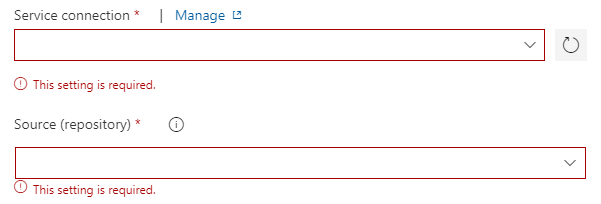 Service connection * | Manage
This setting is required.
Source (repository) *
This setting is required.